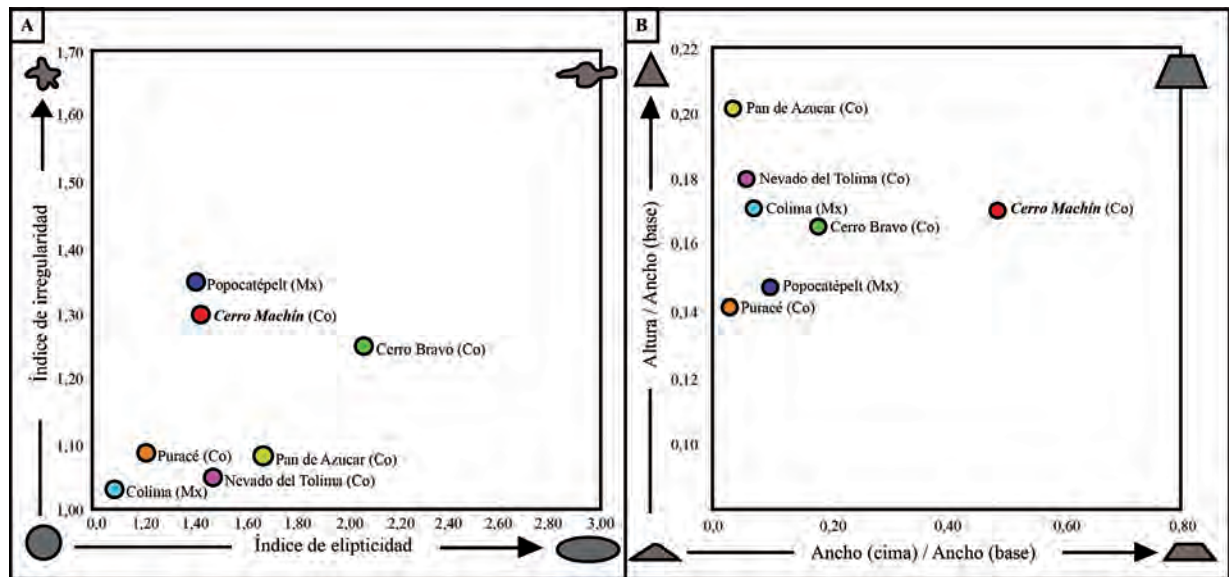 A
1,70
1,60
1,50
1,40
1,30
1,20
1,10
1,00
Índice de irregularidad
Popocatépelt (Mx)
Cerro Machín (Co)
Cerro Bravo (Co)
Puracé (Co)
Pan de Azucar (Co)
Nevado del Tolima (Co)
Colima (Mx)
0,0 1,20 1,40 1,60 1,80 2,00 2,20 2,40 2,60 2,80 3,00
Índice de elipticidad
B
0,22
0,20
0,18
0,16
0,14
0,12
0,10
Altura / Ancho (base)
Pan de Azucar (Co)
Nevado del Tolima (Co)
Colima (Mx)
Cerro Machín (Co)
Cerro Bravo (Co)
Popocatépelt (Mx)
Puracé (Co)
0,0 0,20 0,40 0,60 0,80
Ancho (cima) / Ancho (base)